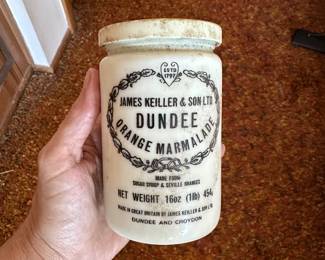 ESTD
1797
JAMES KEILLER & SON LTD
DUNDEE
ORANGE MARMALADE
MADE FROM
SUGAR SYRUP & SEVILLE ORANGES
NET WEIGHT 16oz (1lb) 454g
MADE IN GREAT BRITAIN BY JAMES KEILLER & SON LTD.
DUNDEE AND CROYDON